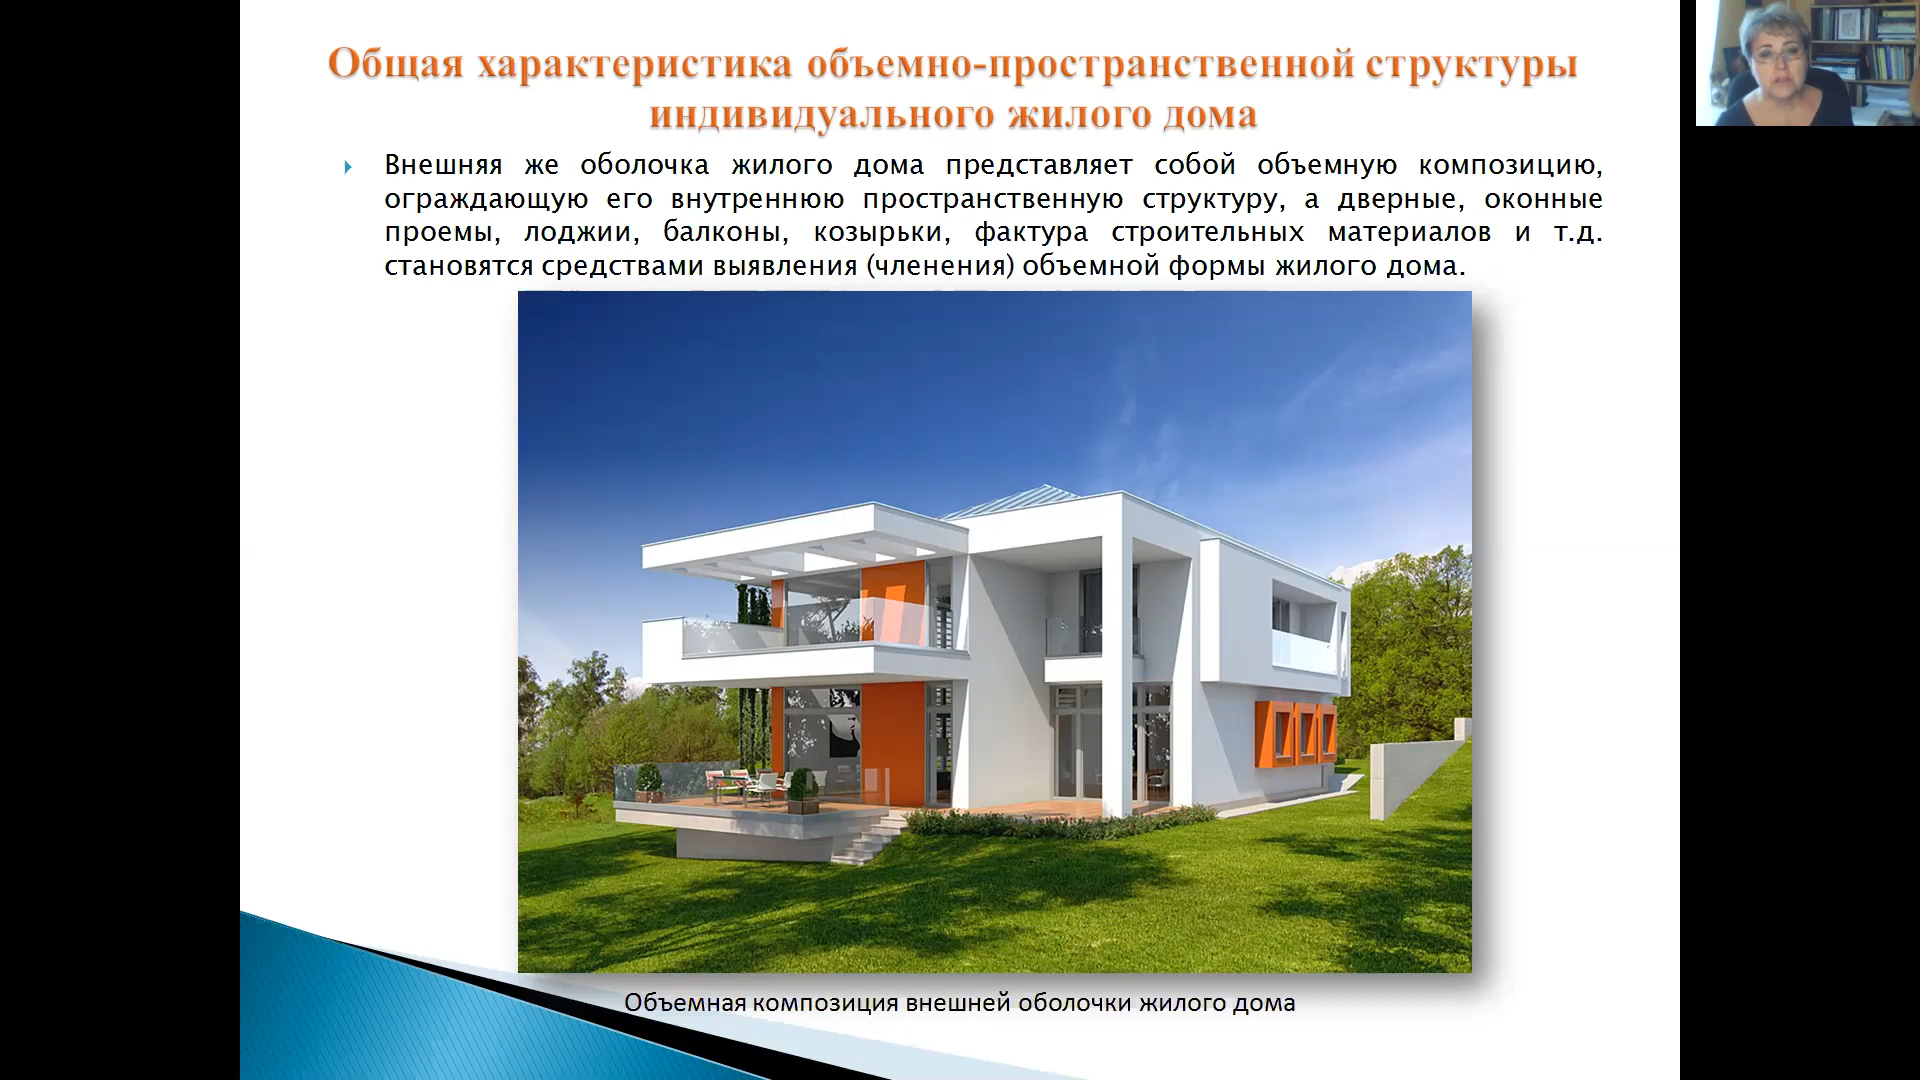 Общая характеристика объемно-пространственной структуры
индивидуального жилого дома
Внешняя же оболочка жилого дома представляет собой объемную композицию,
ограждающую его внутреннюю пространственную структуру, а дверные, оконные
проемы, лоджии, балконы, козырьки, фактура строительных материалов и т.д.
становятся средствами выявления (членения) объемной формы жилого дома.
Объемная композиция внешней оболочки жилого дома